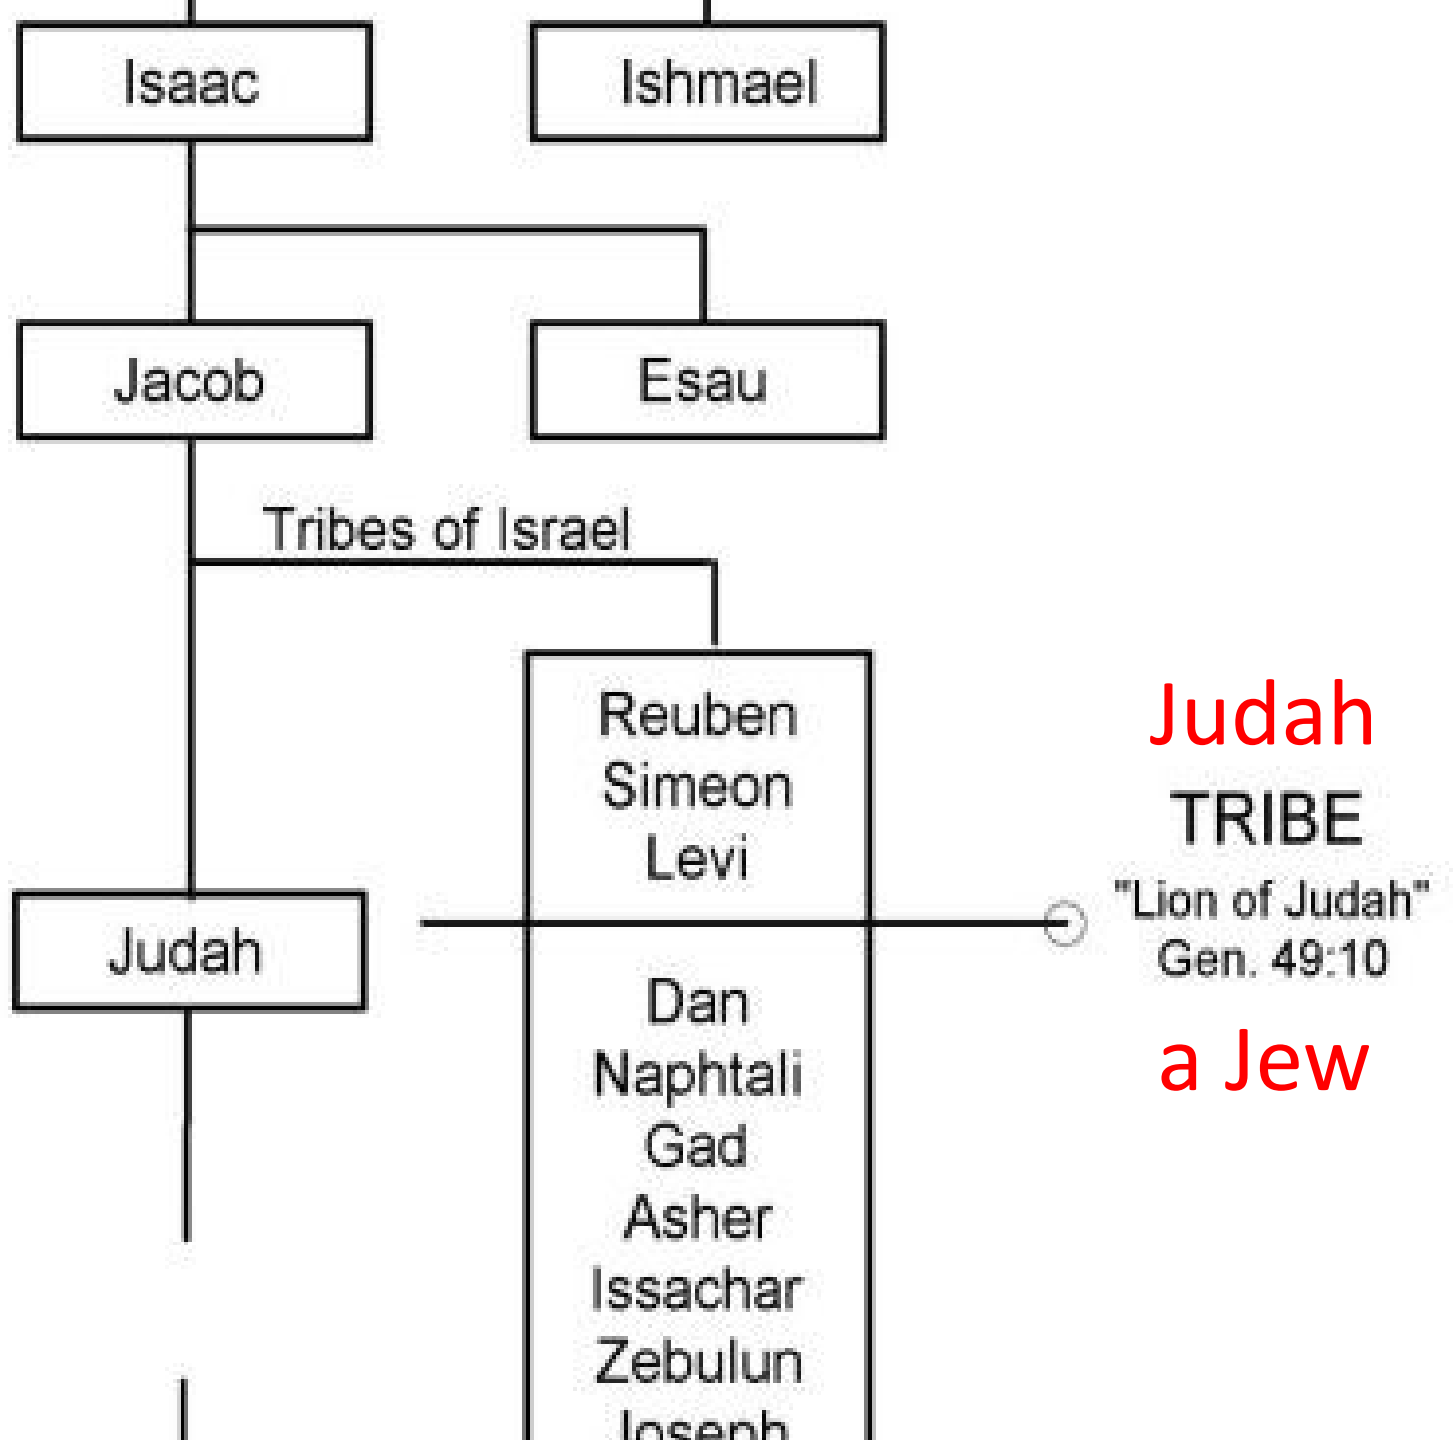 Isaac
Ishmael
Jacob
Esau
Tribes of Israel
Reuben
Simeon
Levi
Judah
Dan
Naphtali
Gad
Asher
Issachar
Zebulun
Joseph
Judah
TRIBE
"Lion of Judah"
Gen. 49:10
a Jew